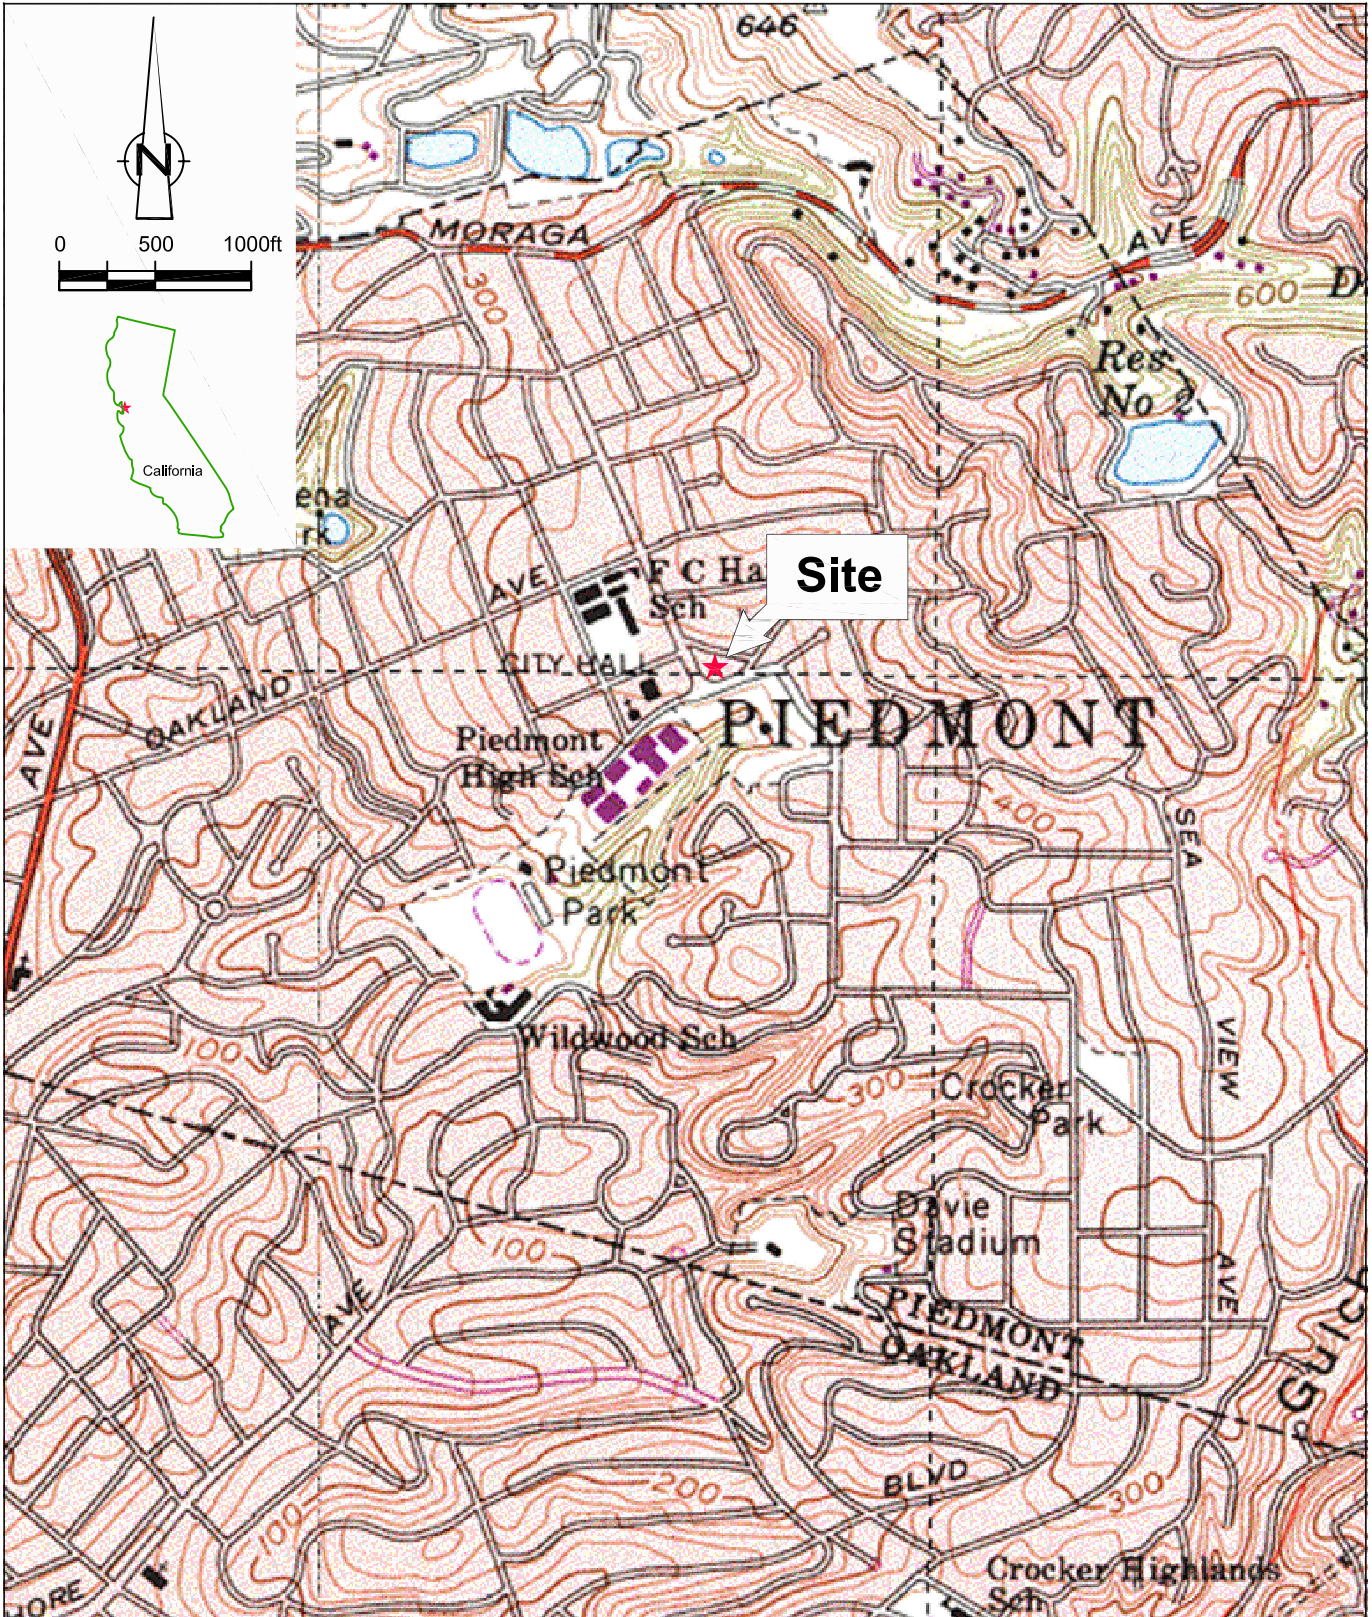 646
N
0 500 1000ft
California
MORAGA
AVE
300
600
Res
No 2
rk
F C Ha
Sch
Site
AVE
CITY HALL
OAKLAND
AVE
PIEDMONT
Piedmont
High Sch
400
SEA
Piedmont
Park
Wildwood Sch
100
VIEW
300
Crocker
Park
Davie
Stadium
100
AVE
AVE
PIEDMONT
OAKLAND
Gulch
BLVD
200
300
100
Crocker Highlands
Sch